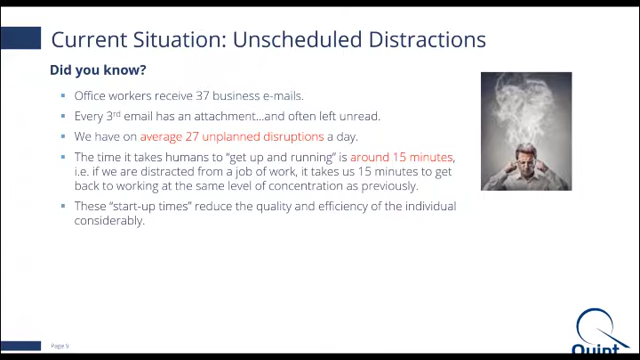 Current Situation: Unscheduled Distractions
Did you know?
Office workers receive 37 business e-mails.
Every 3rd email has an attachment...and often left unread.
We have on average 27 unplanned disruptions a day.
The time it takes humans to "get up and running" is around 15 minutes,
i.e. if we are distracted from a job of work, it takes us 15 minutes to get
back to working at the same level of concentration as previously.
These "start-up times" reduce the quality and efficiency of the individual
considerably.
Page 9
Quint